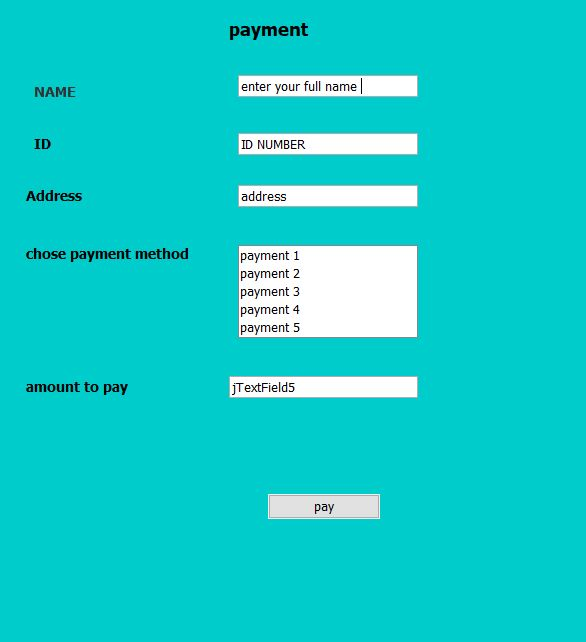 payment
NAME
enter your full name
ID
ID NUMBER
Address
address
chose payment method
payment 1
payment 2
payment 3
payment 4
payment 5
amount to pay
jTextField5
pay